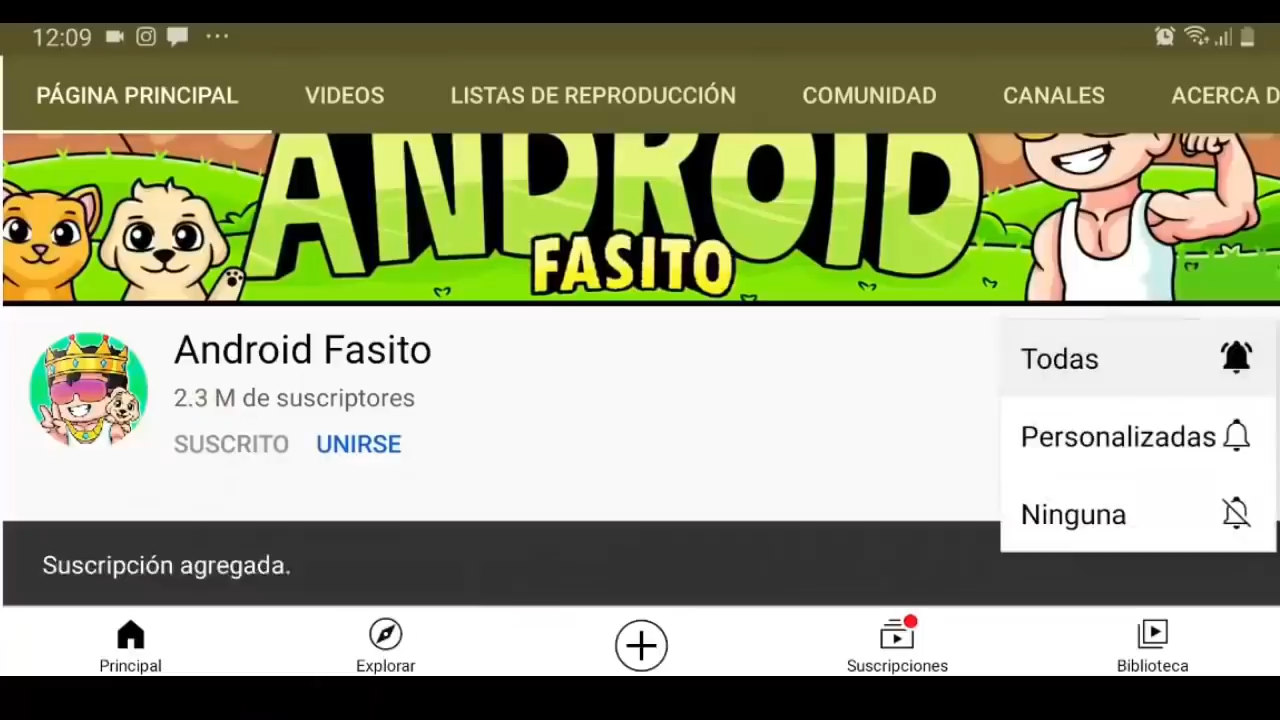 12:09
PÁGINA PRINCIPAL VIDEOS LISTAS DE REPRODUCCIÓN COMUNIDAD CANALES ACERCA D
ANDROID
FASITO
Android Fasito
2.3 M de suscriptores
SUSCRITO UNIRSE
Todas
Personalizadas
Ninguna
Suscripción agregada.
Principal Explorar Suscripciones Biblioteca